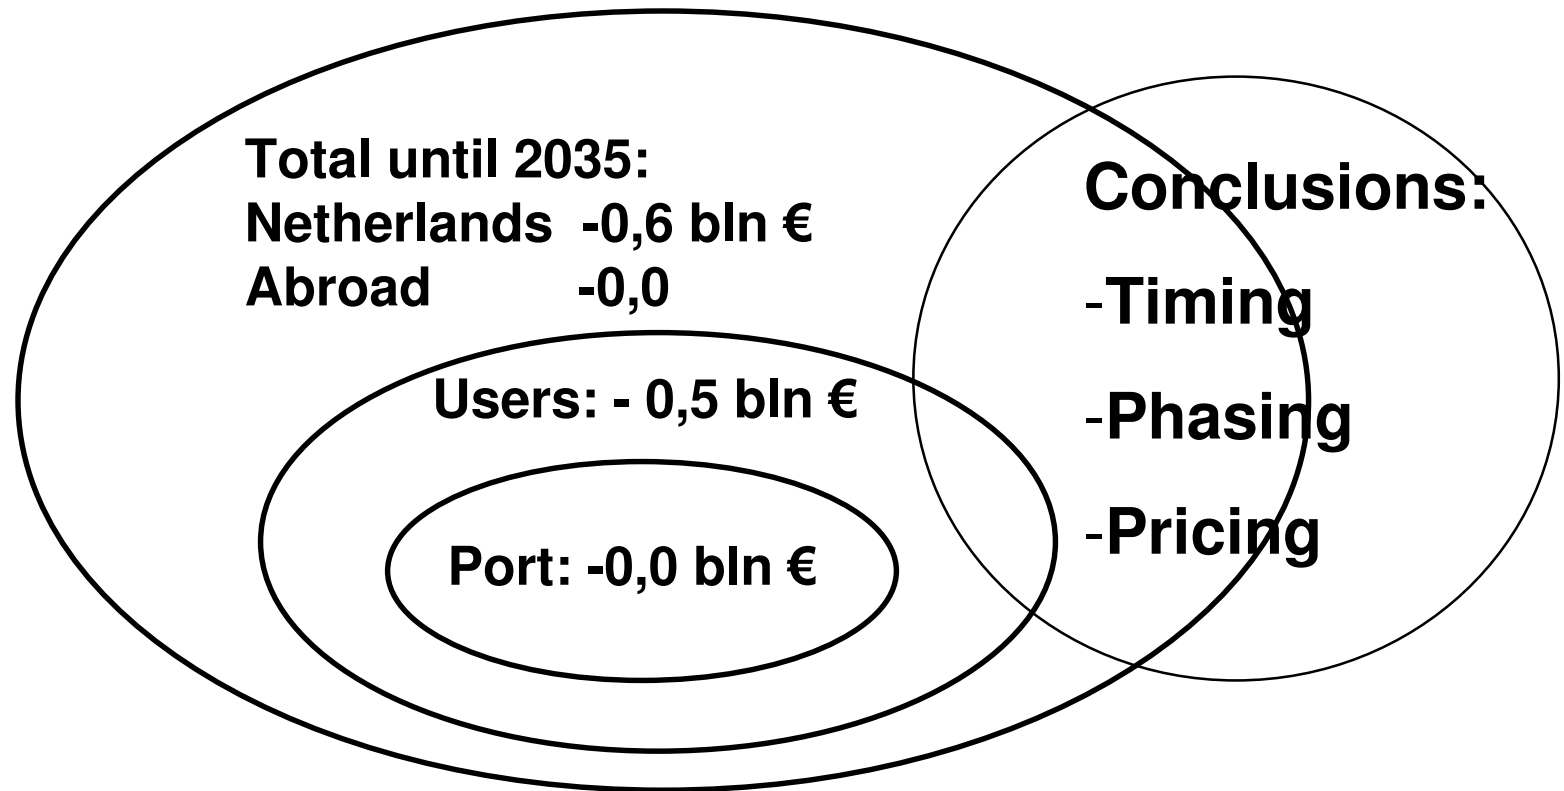 Total until 2035:
Netherlands -0,6 bln €
Abroad -0,0
Users: - 0,5 bln €
Port: -0,0 bln €
Conclusions:
-Timing
-Phasing
-Pricing